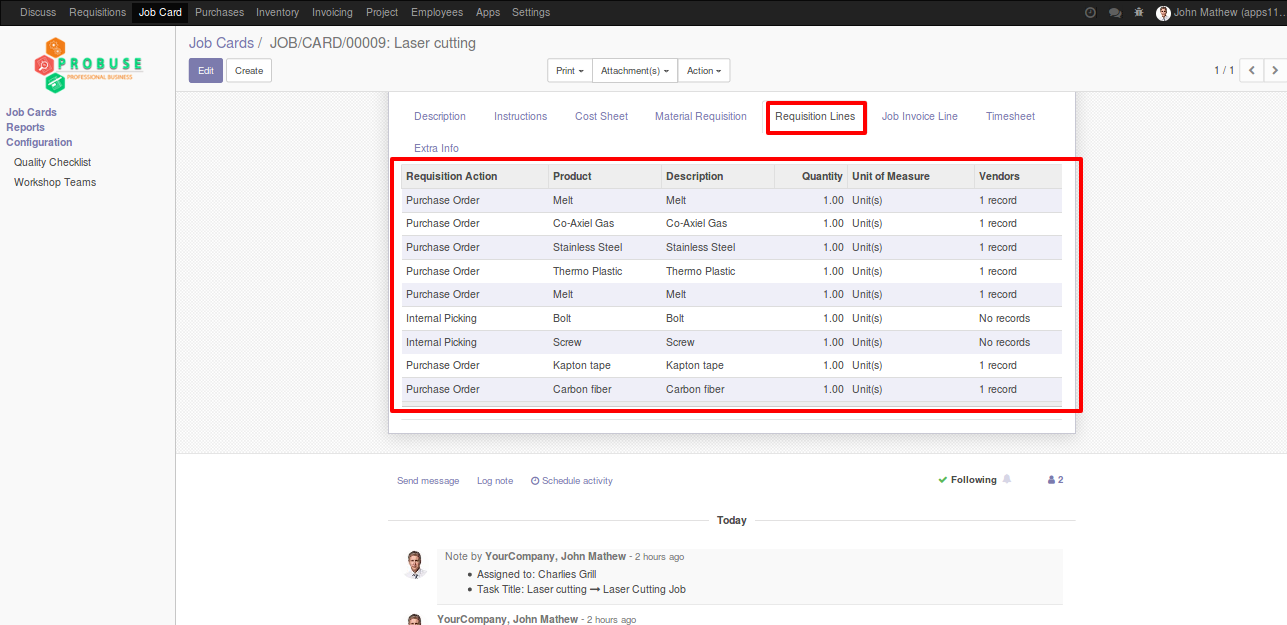 Discuss Requisitions Job Card Purchases Inventory Invoicing Project Employees Apps Settings John Mathew (apps11...
PROBUSE
PROFESSIONAL BUSINESS
Job Cards
Reports
Configuration
Quality Checklist
Workshop Teams
Job Cards / JOB/CARD/00009: Laser cutting
Edit Create Print Attachment(s) Action 1 / 1
Description Instructions Cost Sheet Material Requisition Requisition Lines Job Invoice Line Timesheet
Extra Info
Requisition Action Product Description Quantity Unit of Measure Vendors
Purchase Order Melt Melt 1.00 Unit(s) 1 record
Purchase Order Co-Axiel Gas Co-Axiel Gas 1.00 Unit(s) 1 record
Purchase Order Stainless Steel Stainless Steel 1.00 Unit(s) 1 record
Purchase Order Thermo Plastic Thermo Plastic 1.00 Unit(s) 1 record
Purchase Order Melt Melt 1.00 Unit(s) 1 record
Internal Picking Bolt Bolt 1.00 Unit(s) No records
Internal Picking Screw Screw 1.00 Unit(s) No records
Purchase Order Kapton tape Kapton tape 1.00 Unit(s) 1 record
Purchase Order Carbon fiber Carbon fiber 1.00 Unit(s) 1 record
Send message Log note Schedule activity Following 2
Today
Note by YourCompany, John Mathew - 2 hours ago
• Assigned to: Charlies Grill
• Task Title: Laser cutting → Laser Cutting Job
YourCompany, John Mathew - 2 hours ago